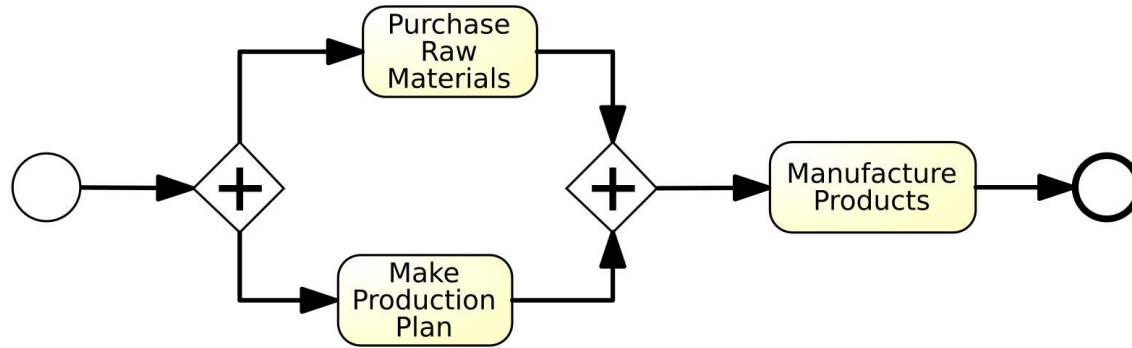 Purchase
Raw
Materials
Manufacture
Products
Make
Production
Plan